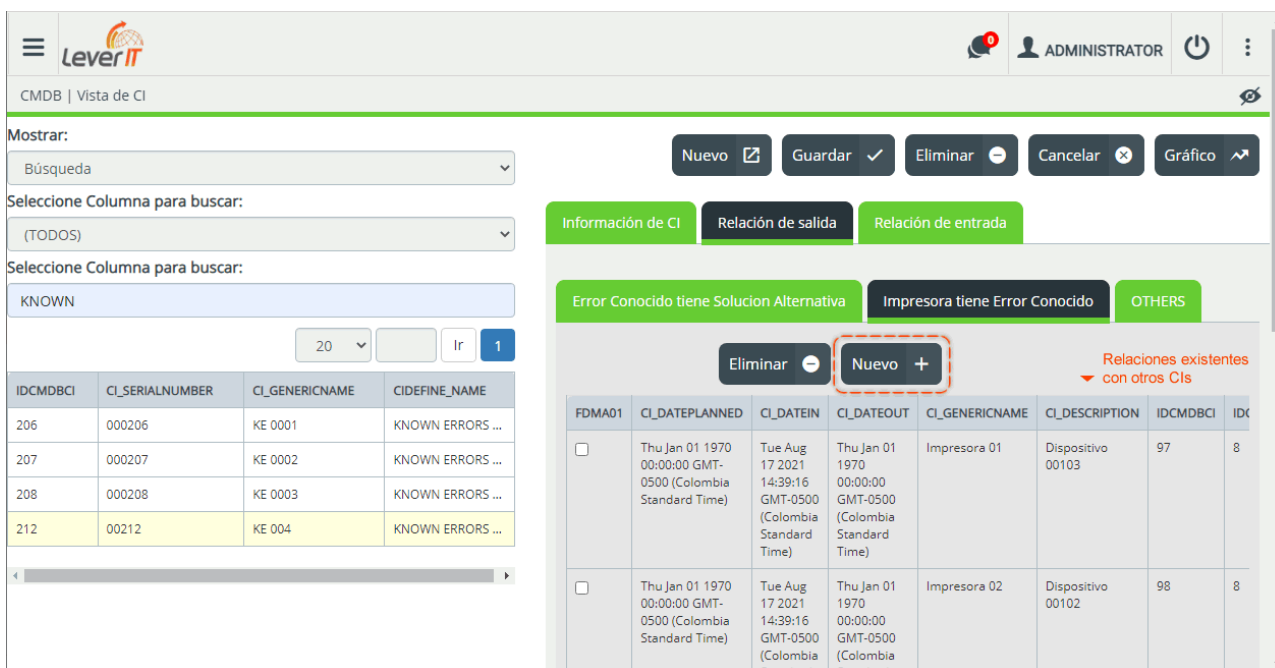 LeverIT
0
ADMINISTRATOR
CMDB | Vista de CI
Mostrar:
Búsqueda
Seleccione Columna para buscar:
(TODOS)
Seleccione Columna para buscar:
KNOWN
20
Ir
1
IDCMDBCI CI_SERIALNUMBER CI_GENERICNAME CIDEFINE_NAME
206 000206 KE 0001 KNOWN ERRORS ...
207 000207 KE 0002 KNOWN ERRORS ...
208 000208 KE 0003 KNOWN ERRORS ...
212 00212 KE 004 KNOWN ERRORS ...
Nuevo Guardar Eliminar Cancelar Gráfico
Información de CI Relación de salida Relación de entrada
Error Conocido tiene Solucion Alternativa Impresora tiene Error Conocido OTHERS
Eliminar Nuevo
Relaciones existentes
con otros CIs
FDMA01 CI_DATEPLANNED CI_DATEIN CI_DATEOUT CI_GENERICNAME CI_DESCRIPTION IDCMDBCI
Thu Jan 01 1970 Tue Aug Thu Jan 01 Impresora 01 Dispositivo 97 8
00:00:00 GMT- 17 2021 1970 00103
0500 (Colombia 14:39:16 00:00:00
Standard Time) GMT-0500 GMT-0500
(Colombia (Colombia
Standard Standard
Time) Time)
Thu Jan 01 1970 Tue Aug Thu Jan 01 Impresora 02 Dispositivo 98 8
00:00:00 GMT- 17 2021 1970 00102
0500 (Colombia 14:39:16 00:00:00
Standard Time) GMT-0500 GMT-0500
(Colombia (Colombia